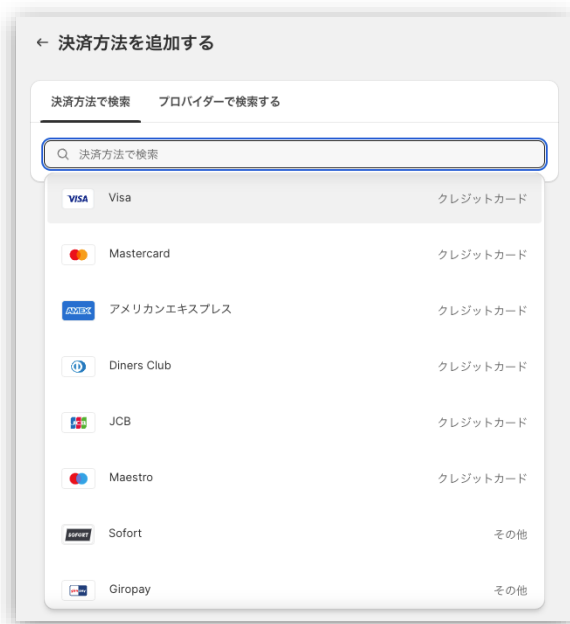 ← 決済方法を追加する
決済方法で検索 プロバイダーで検索する
決済方法で検索
VISA Visa クレジットカード
Mastercard クレジットカード
AMEX アメリカンエキスプレス クレジットカード
Diners Club クレジットカード
JCB JCB クレジットカード
Maestro クレジットカード
SOFORT Sofort その他
Giropay その他